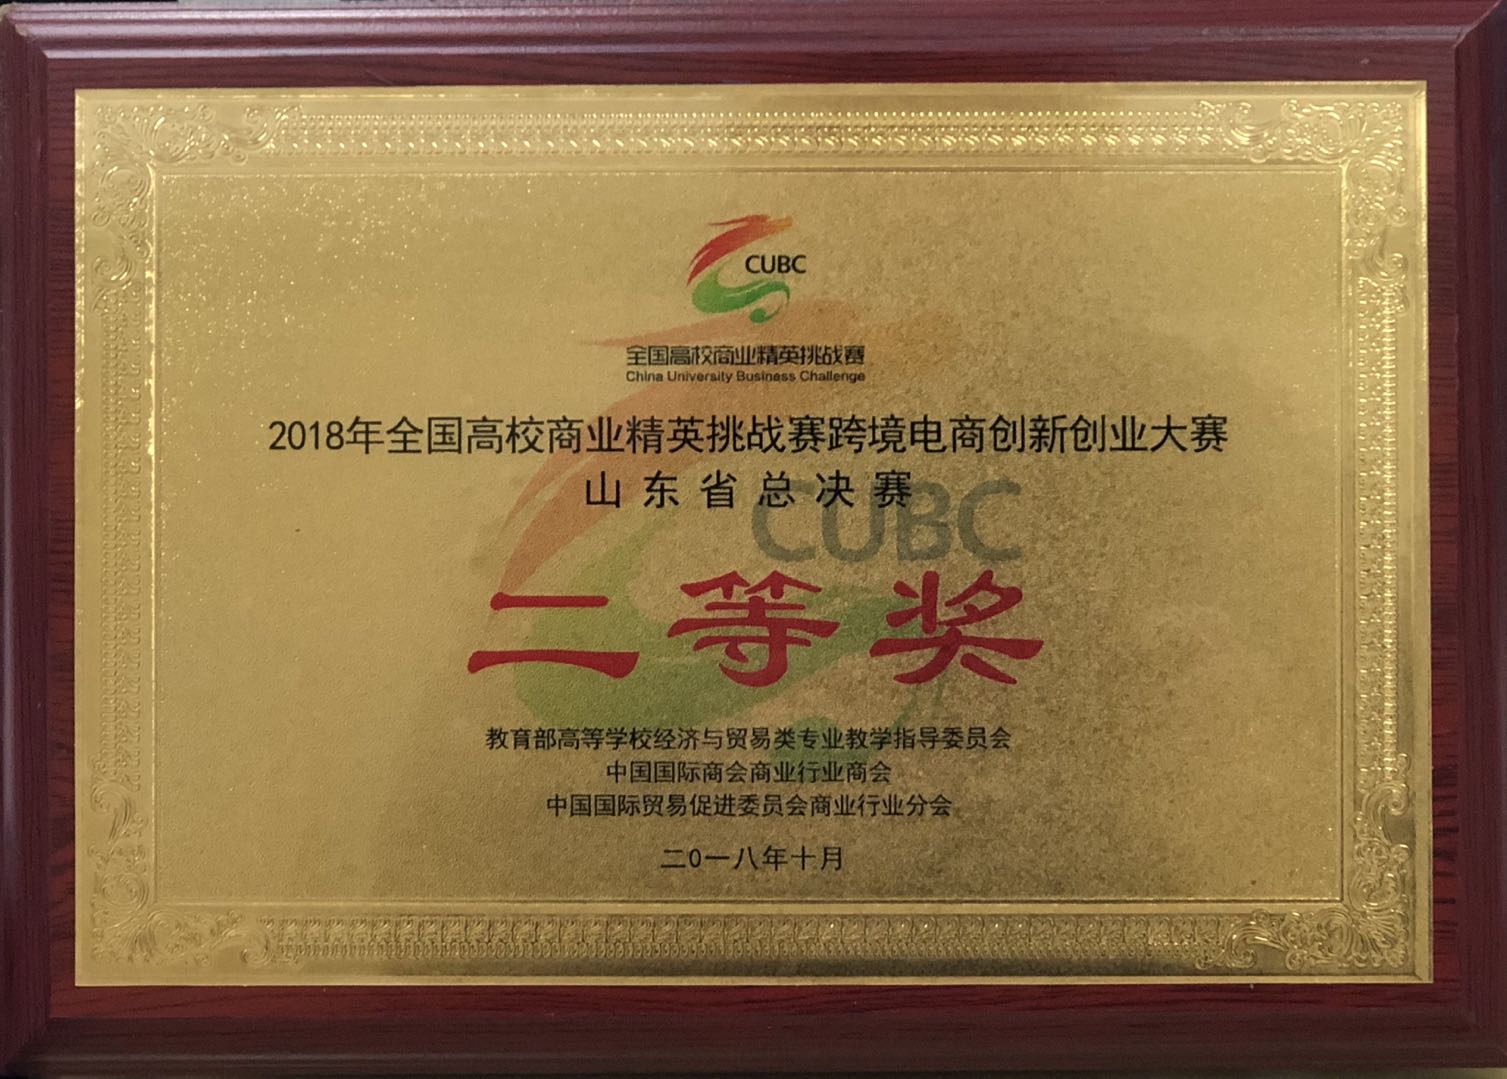 CUBC
全国高校商业精英挑战赛
China University Business Challenge
2018年全国高校商业精英挑战赛跨境电商创新创业大赛
山东省总决赛
CUBC
二等奖
教育部高等学校经济与贸易类专业教学指导委员会
中国国际商会商业行业商会
中国国际贸易促进委员会商业行业分会
二0一八年十月